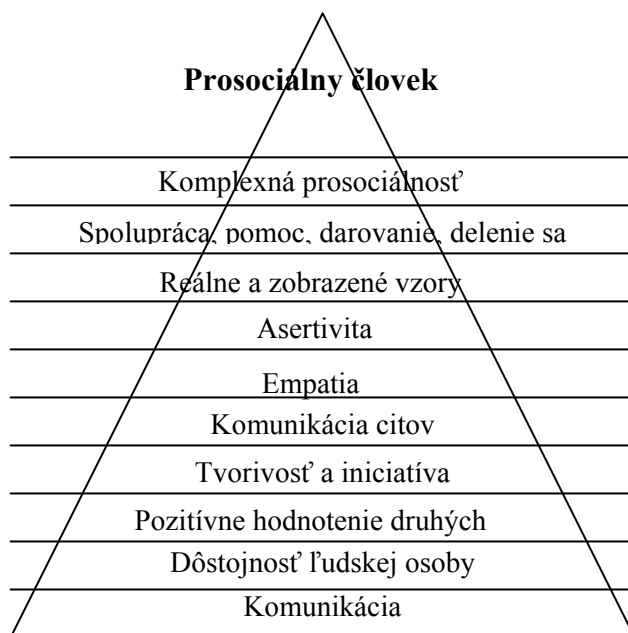 Prosociálny človek
Komplexná prosociálnosť
Spolupráca, pomoc, darovanie, delenie sa
Reálne a zobrazené vzory
Asertivita
Empatia
Komunikácia citov
Tvorivosť a iniciatíva
Pozitívne hodnotenie druhých
Dôstojnosť ľudskej osoby
Komunikácia